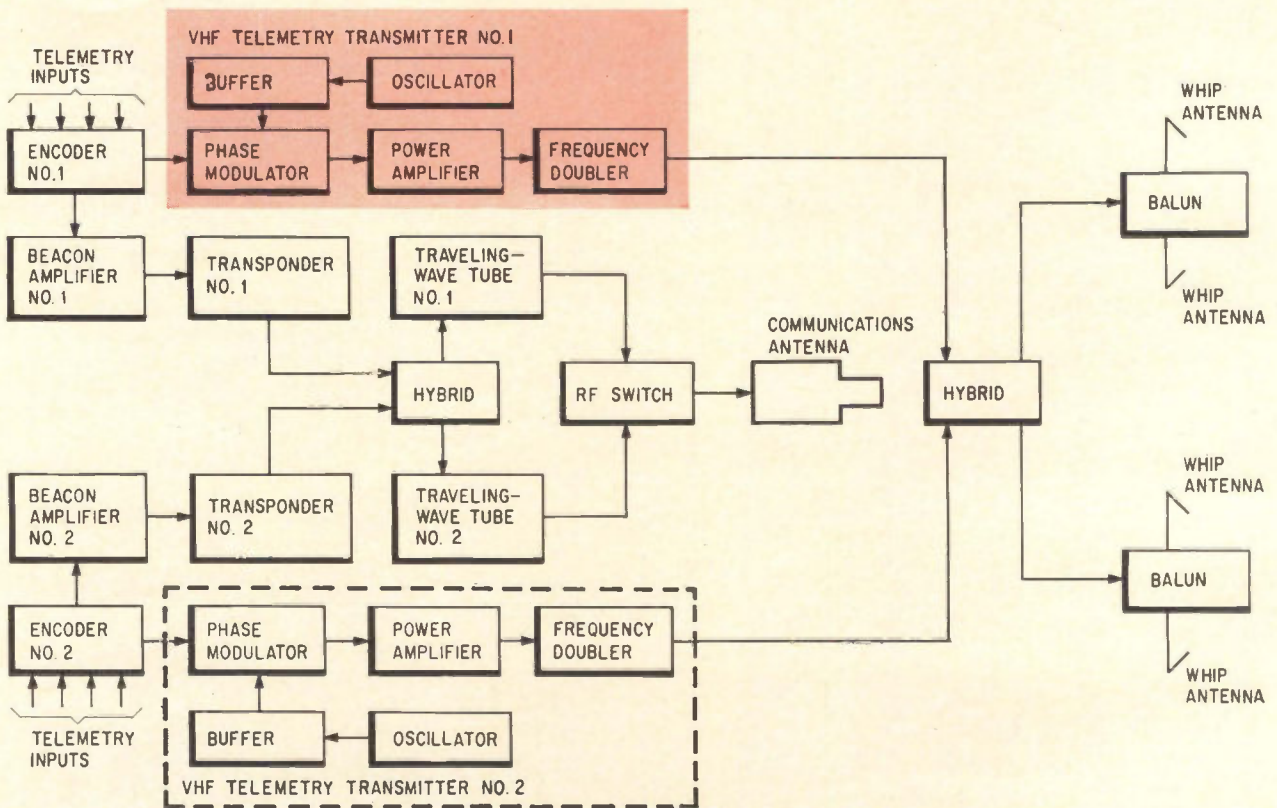 VHF TELEMETRY TRANSMITTER NO.1
TELEMETRY
INPUTS
BUFFER
OSCILLATOR
ENCODER
NO.1
PHASE
MODULATOR
POWER
AMPLIFIER
FREQUENCY
DOUBLER
WHIP
ANTENNA
BALUN
WHIP
ANTENNA
BEACON
AMPLIFIER
NO. 1
TRANSPONDER
NO. 1
TRAVELING-
WAVE TUBE
NO. 1
COMMUNICATIONS
ANTENNA
HYBRID
RF SWITCH
HYBRID
BEACON
AMPLIFIER
NO. 2
TRANSPONDER
NO. 2
TRAVELING-
WAVE TUBE
NO. 2
WHIP
ANTENNA
BALUN
WHIP
ANTENNA
ENCODER
NO. 2
PHASE
MODULATOR
POWER
AMPLIFIER
FREQUENCY
DOUBLER
TELEMETRY
INPUTS
BUFFER
OSCILLATOR
VHF TELEMETRY TRANSMITTER NO. 2